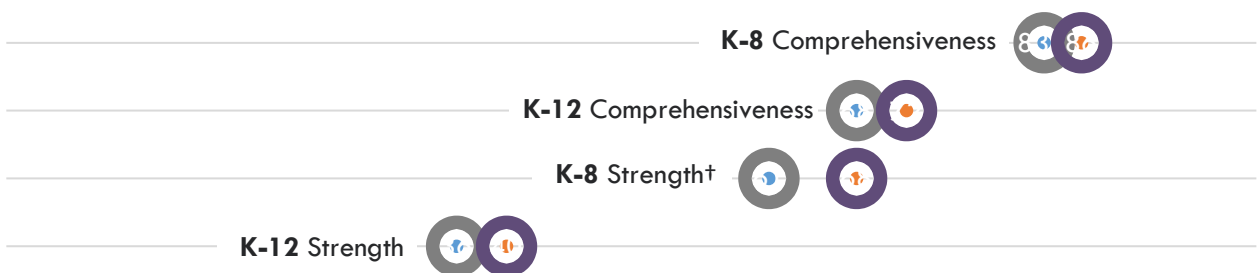 K-8 Comprehensiveness
K-12 Comprehensiveness
K-8 Strength†
K-12 Strength